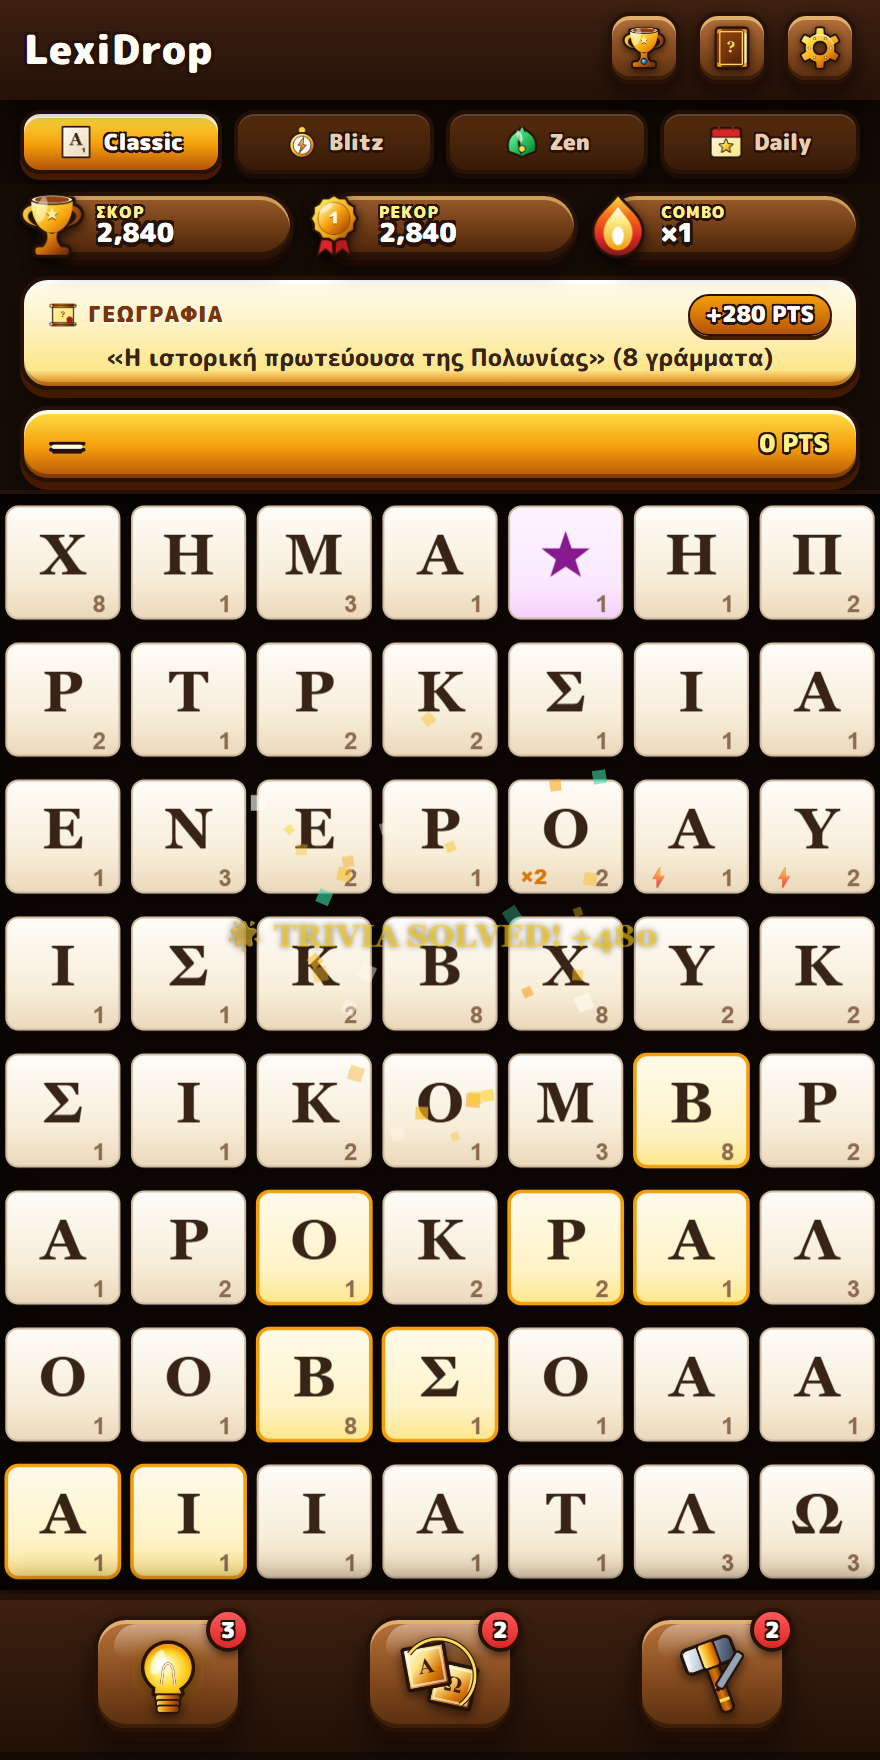 LexiDrop
Classic Blitz Zen Daily
ΣΚΟΡ 2,840 ΡΕΚΟΡ 2,840 COMBO ×1
ΓΕΩΓΡΑΦΙΑ +280 PTS
«Η ιστορική πρωτεύουσα της Πολωνίας» (8 γράμματα)
— 0 PTS
Χ 8 Η 1 Μ 3 Α 1 ★ 1 Η 1 Π 2
Ρ 2 Τ 1 Ρ 2 Κ 2 Σ 1 Ι 1 Α 1
Ε 1 Ν 3 Ε 2 Ρ 1 Ο ×2 2 Α 1 Υ 2
🌟 TRIVIA SOLVED! +480
Ι 1 Σ 1 Κ 2 Β 8 Χ 8 Υ 2 Κ 2
Σ 1 Ι 1 Κ 2 Ο 1 Μ 3 Β 8 Ρ 2
Α 1 Ρ 2 Ο 1 Κ 2 Ρ 2 Α 1 Λ 3
Ο 1 Ο 1 Β 8 Σ 1 Ο 1 Α 1 Α 1
Α 1 Ι 1 Ι 1 Α 1 Τ 1 Λ 3 Ω 3
3 2 2